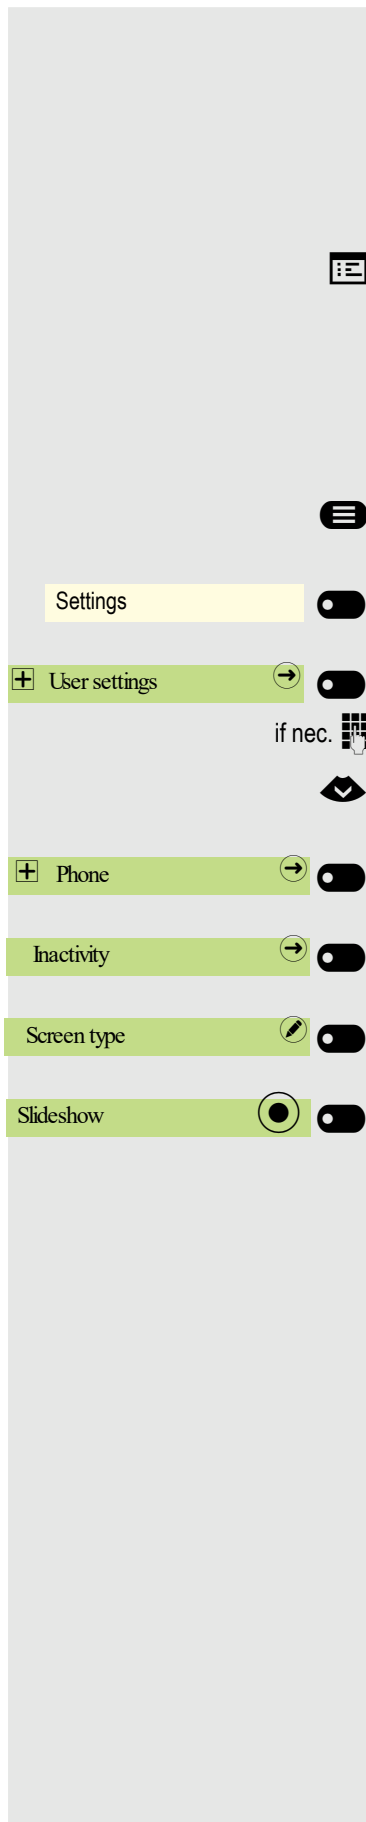 Settings
User settings
if nec.
Phone
Inactivity
Screen type
Slideshow